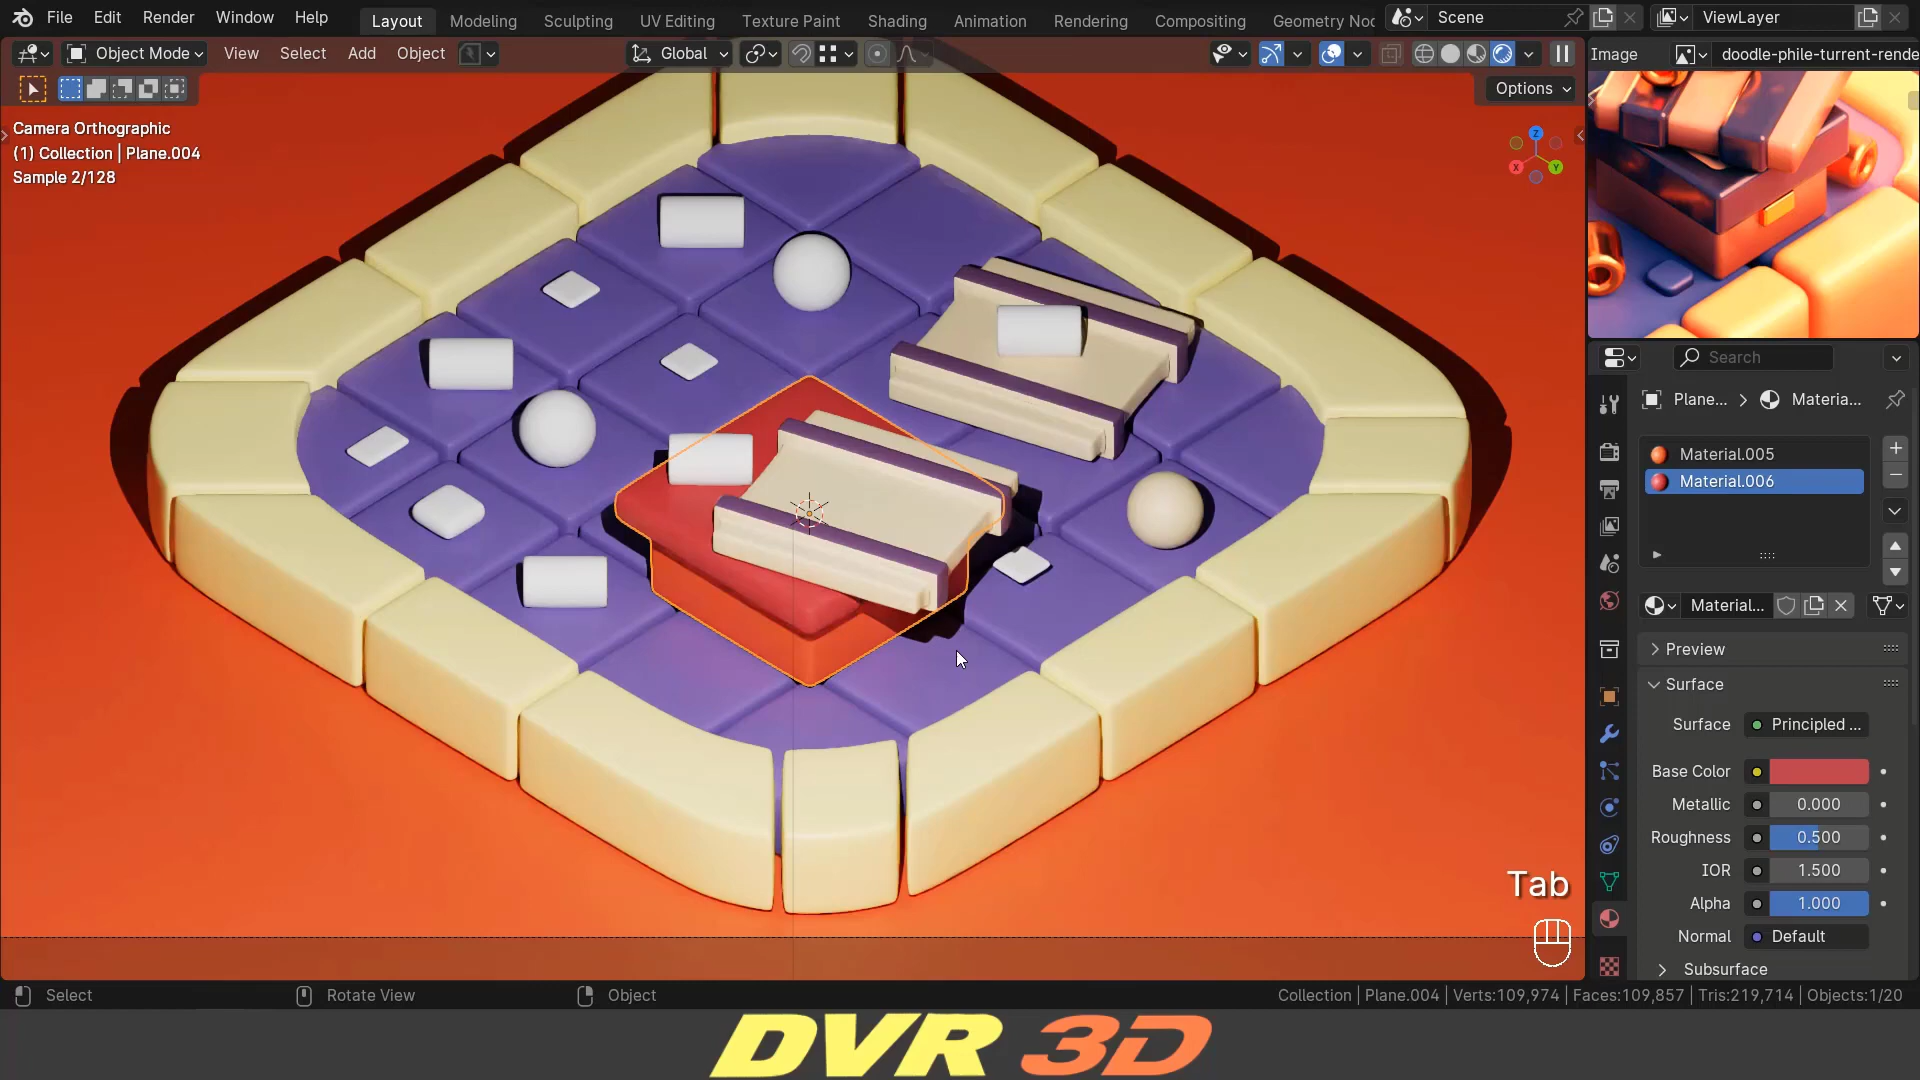 File Edit Render Window Help Layout Modeling Sculpting UV Editing Texture Paint Shading Animation Rendering Compositing Geometry Noc Scene ViewLayer
Object Mode View Select Add Object Global Image doodle-phile-turrent-rende
Options
Camera Orthographic
(1) Collection | Plane.004
Sample 2/128
Z
X Y
Search
Plane... > Materia...
Material.005
Material.006
Material...
Preview
Surface
Surface Principled ...
Base Color
Metallic 0.000
Roughness 0.500
IOR 1.500
Alpha 1.000
Normal Default
Subsurface
Tab
Select Rotate View Object Collection | Plane.004 | Verts:109,974 | Faces:109,857 | Tris:219,714 | Objects:1/20
DVR 3D